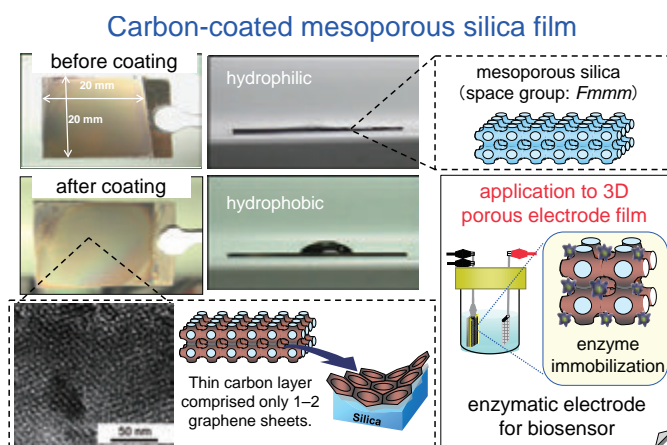 Carbon-coated mesoporous silica film
before coating
20 mm
20 mm
hydrophilic
mesoporous silica
(space group: Fmmm)
after coating
hydrophobic
application to 3D
porous electrode film
enzyme
immobilization
enzymatic electrode
for biosensor
50 nm
Thin carbon layer
comprised only 1–2
graphene sheets.
Silica